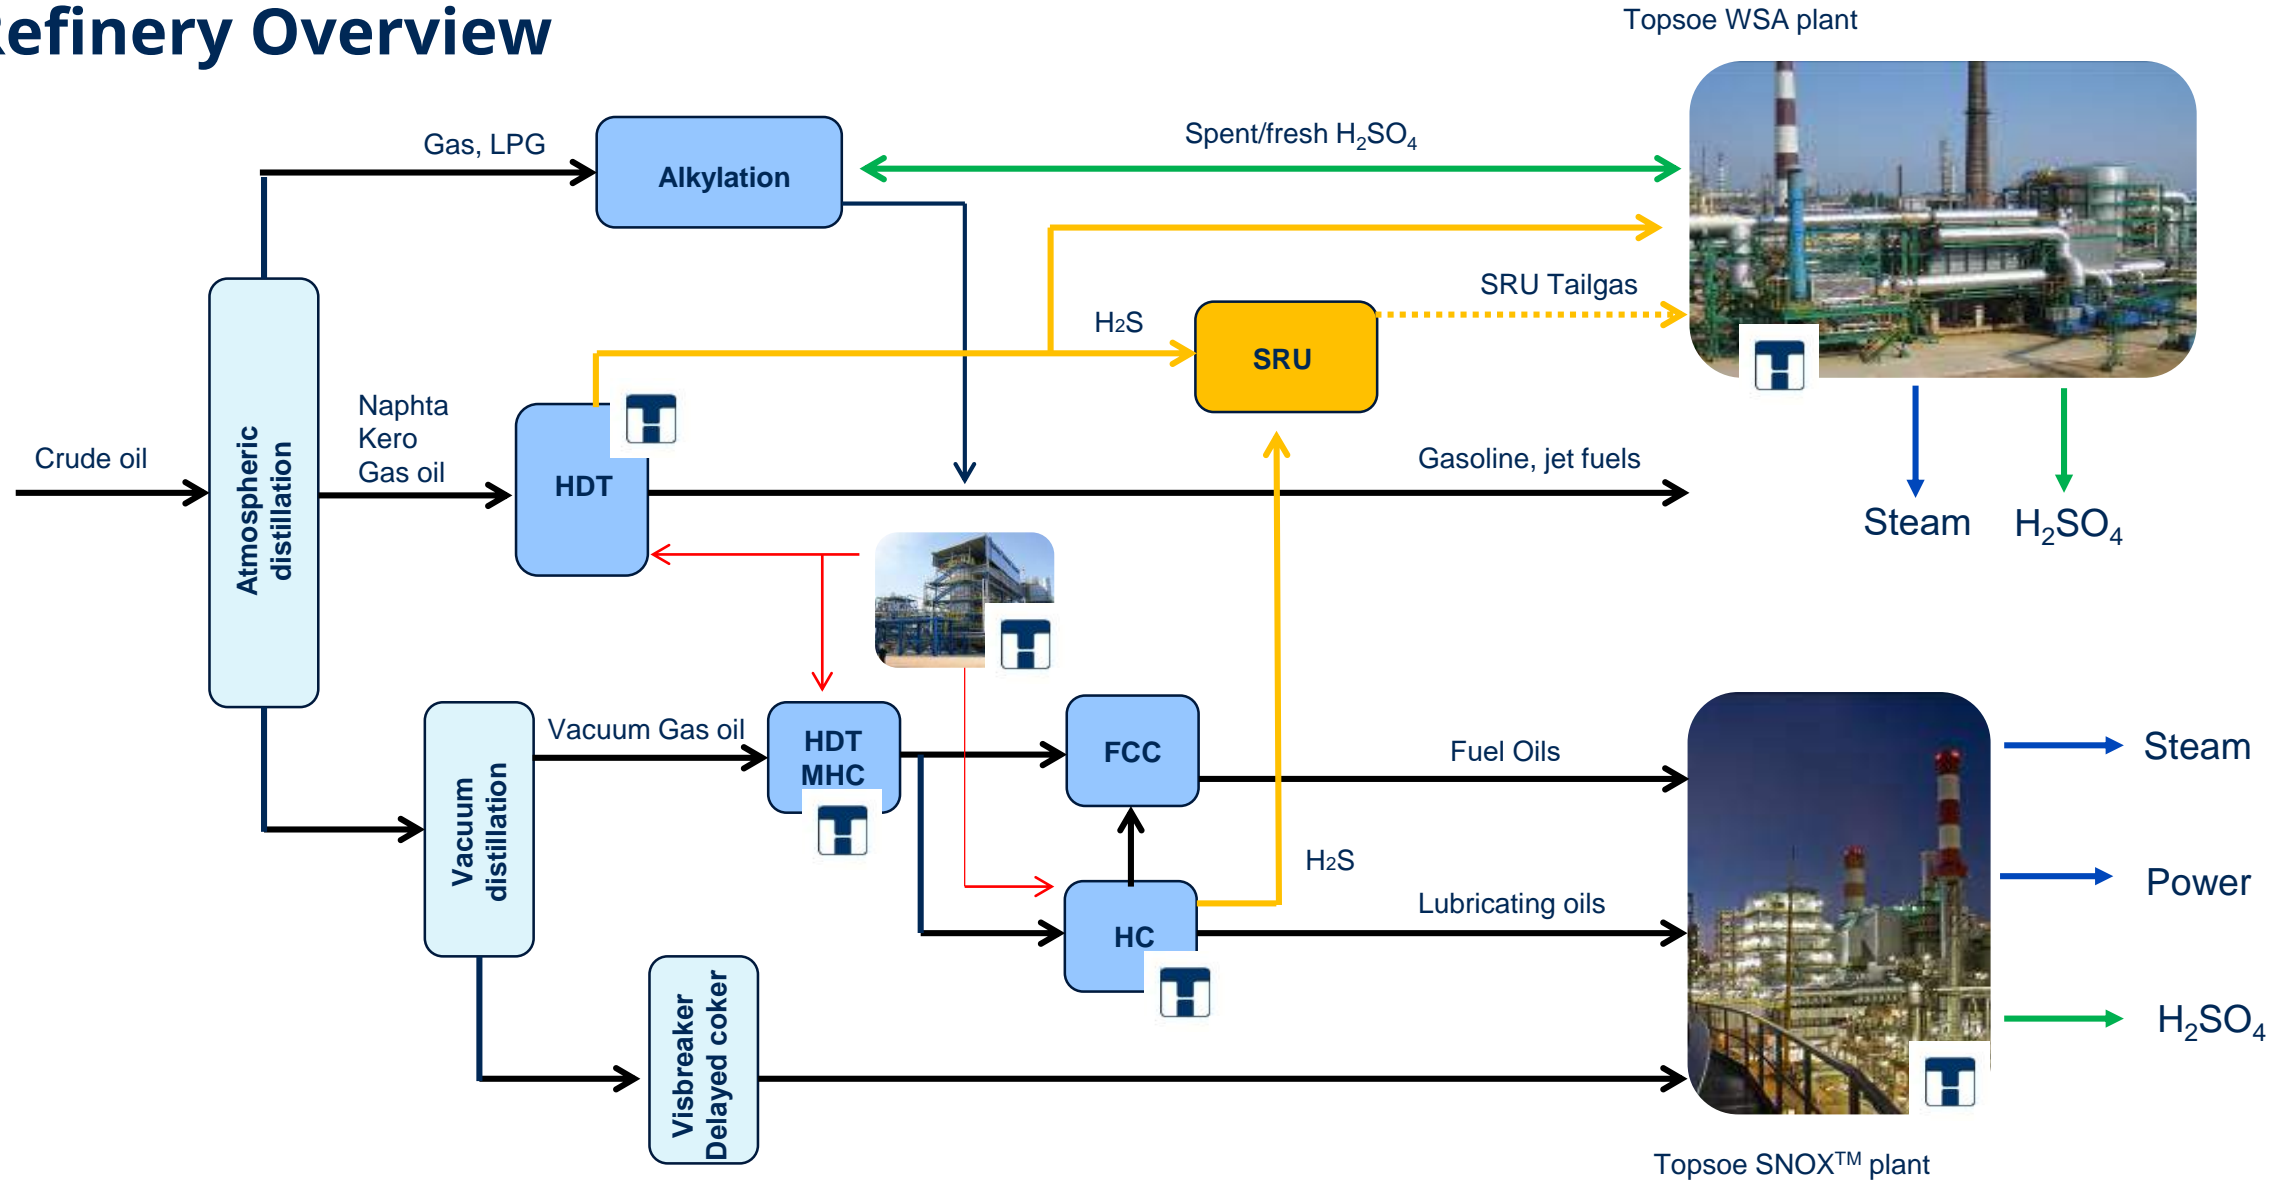 efinery Overview
Topsoe WSA plant
Gas, LPG
Alkylation
Spent/fresh H₂SO₄
SRU Tailgas
H₂S
SRU
Naphta
Kero
Gas oil
Crude oil
Atmospheric
distillation
HDT
Gasoline, jet fuels
Steam
H₂SO₄
Vacuum Gas oil
HDT
MHC
FCC
Fuel Oils
Steam
Vacuum
distillation
H₂S
Power
HC
Lubricating oils
Visbreaker
Delayed coker
H₂SO₄
Topsoe SNOX™ plant